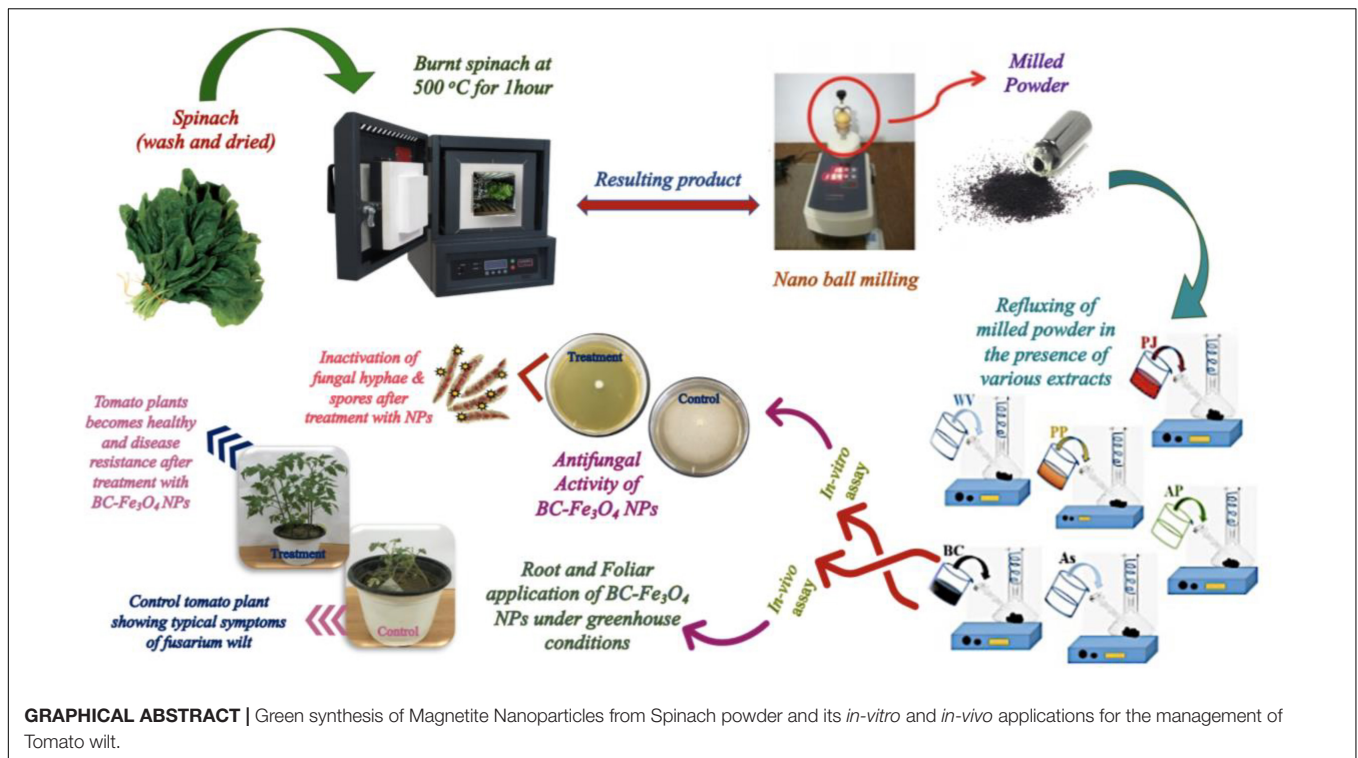 Spinach
(wash and dried)
Burnt spinach at
500 °C for 1hour
Resulting product
Nano ball milling
Milled
Powder
Refluxing of
milled powder in
the presence of
various extracts
PJ
WV
PP
AP
BC
As
In-vitro
assay
In-vivo
assay
Treatment
Control
Antifungal
Activity of
BC-Fe₃O₄ NPs
Inactivation of
fungal hyphae &
spores after
treatment with NPs
Root and Foliar
application of BC-Fe₃O₄
NPs under greenhouse
conditions
Tomato plants
becomes healthy
and disease
resistance after
treatment with
BC-Fe₃O₄ NPs
Treatment
Control
Control tomato plant
showing typical symptoms
of fusarium wilt
GRAPHICAL ABSTRACT | Green synthesis of Magnetite Nanoparticles from Spinach powder and its in-vitro and in-vivo applications for the management of
Tomato wilt.